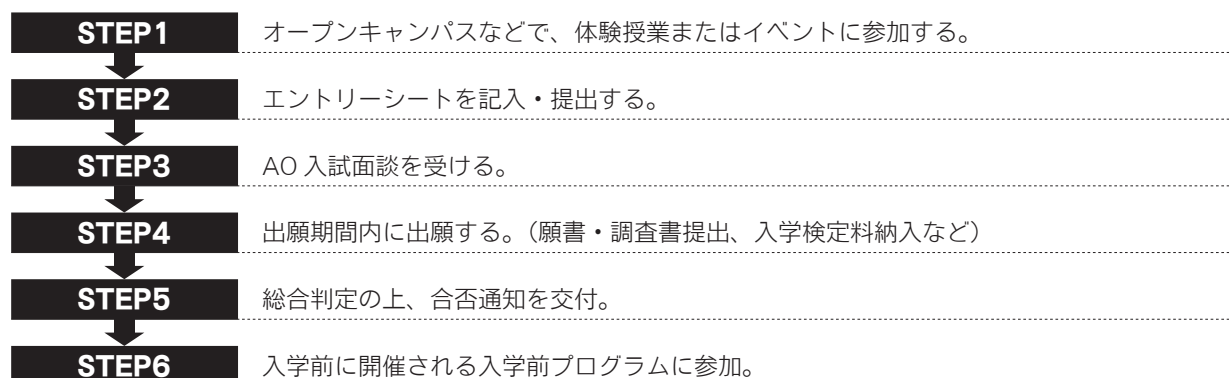 STEP1 オープンキャンパスなどで、体験授業またはイベントに参加する。
STEP2 エントリーシートを記入・提出する。
STEP3 AO 入試面談を受ける。
STEP4 出願期間内に出願する。（願書・調査書提出、入学検定料納入など）
STEP5 総合判定の上、合否通知を交付。
STEP6 入学前に開催される入学前プログラムに参加。